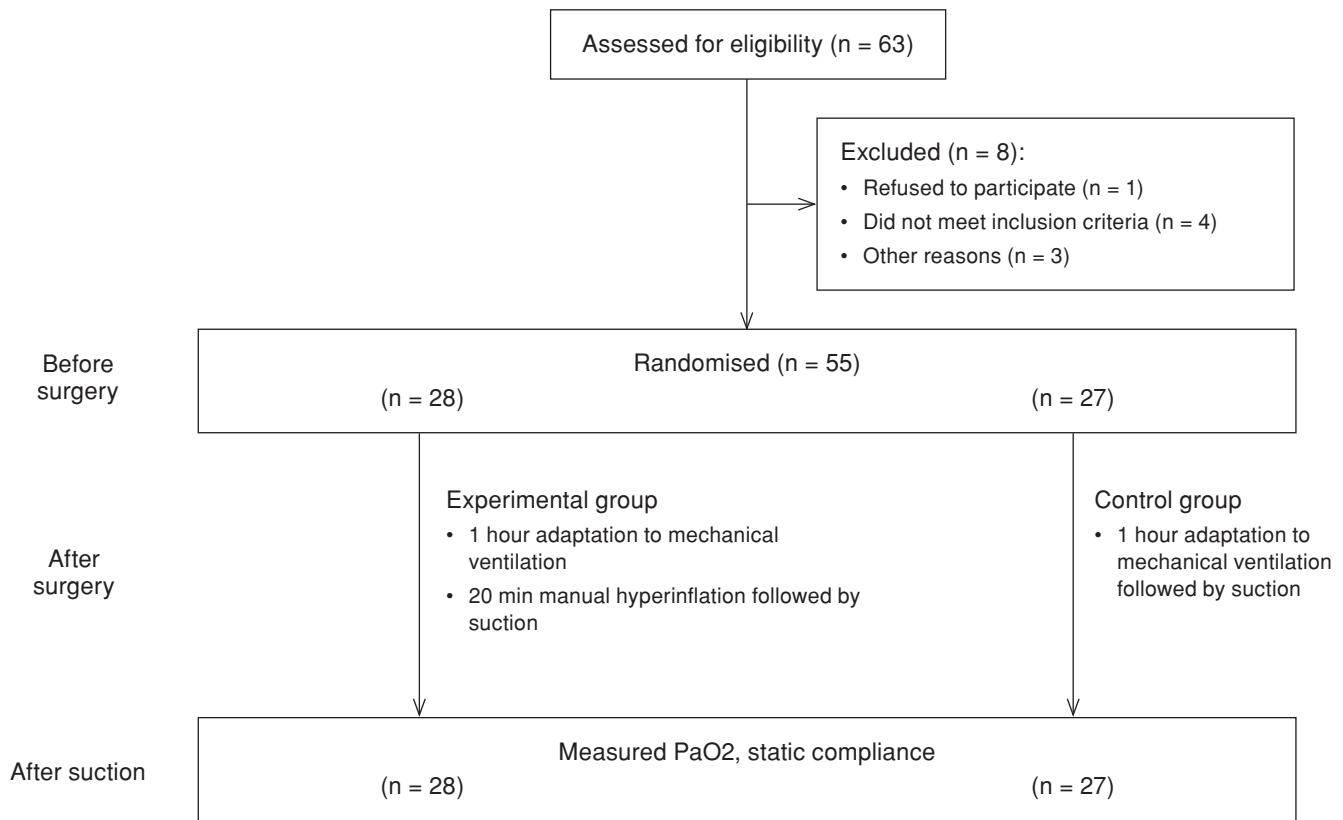 Assessed for eligibility (n = 63)
Excluded (n = 8):
• Refused to participate (n = 1)
• Did not meet inclusion criteria (n = 4)
• Other reasons (n = 3)
Before
surgery
Randomised (n = 55)
(n = 28)
(n = 27)
After
surgery
Experimental group
• 1 hour adaptation to mechanical
ventilation
• 20 min manual hyperinflation followed by
suction
Control group
• 1 hour adaptation to
mechanical ventilation
followed by suction
After suction
Measured PaO2, static compliance
(n = 28)
(n = 27)